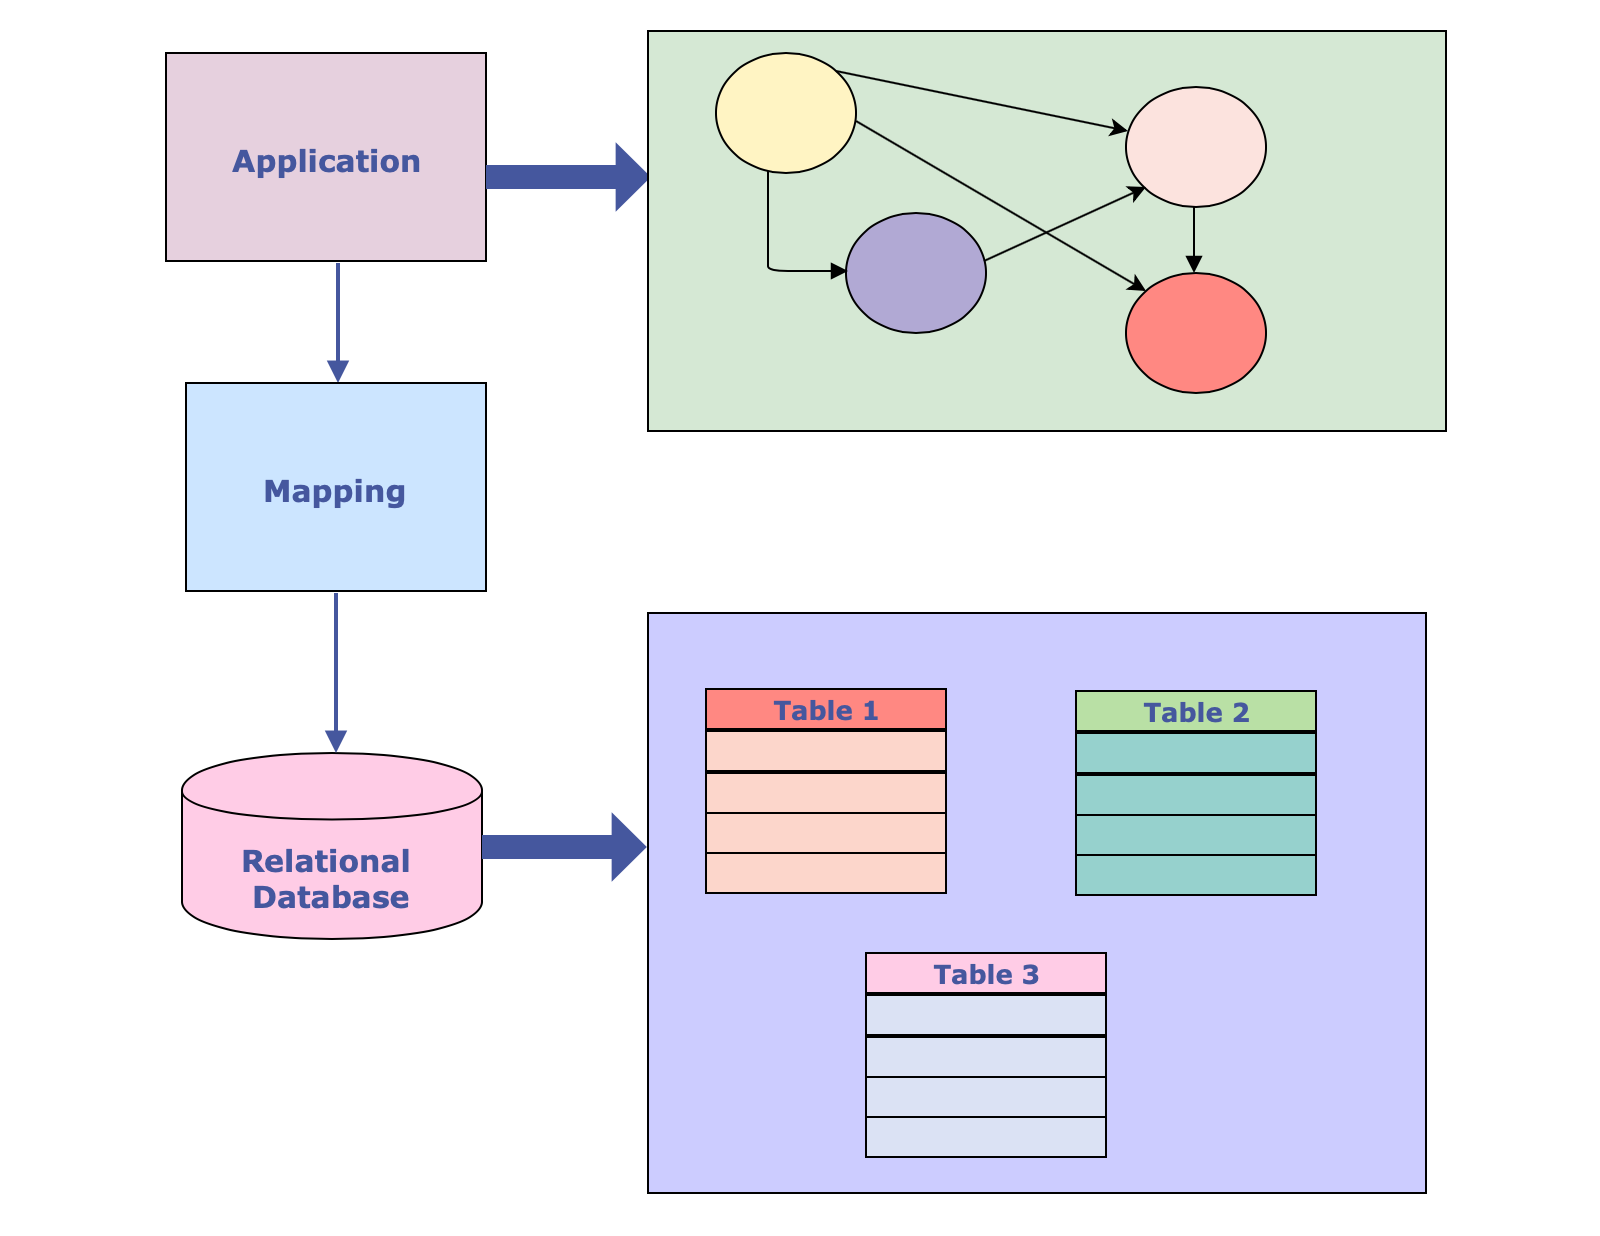 Application
Mapping
Relational
Database
Table 1
Table 2
Table 3